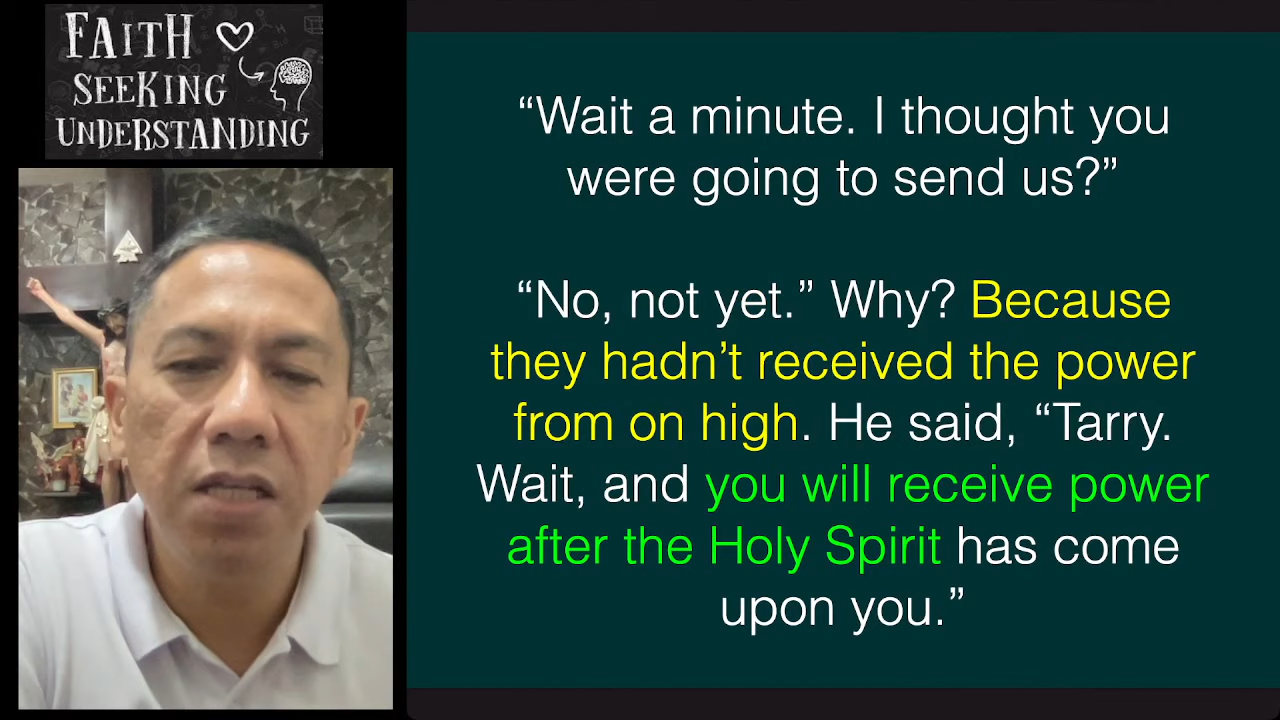 FAITH
SEEKING
UNDERSTANDING
“Wait a minute. I thought you
were going to send us?”
“No, not yet.” Why? Because
they hadn’t received the power
from on high. He said, “Tarry.
Wait, and you will receive power
after the Holy Spirit has come
upon you.”